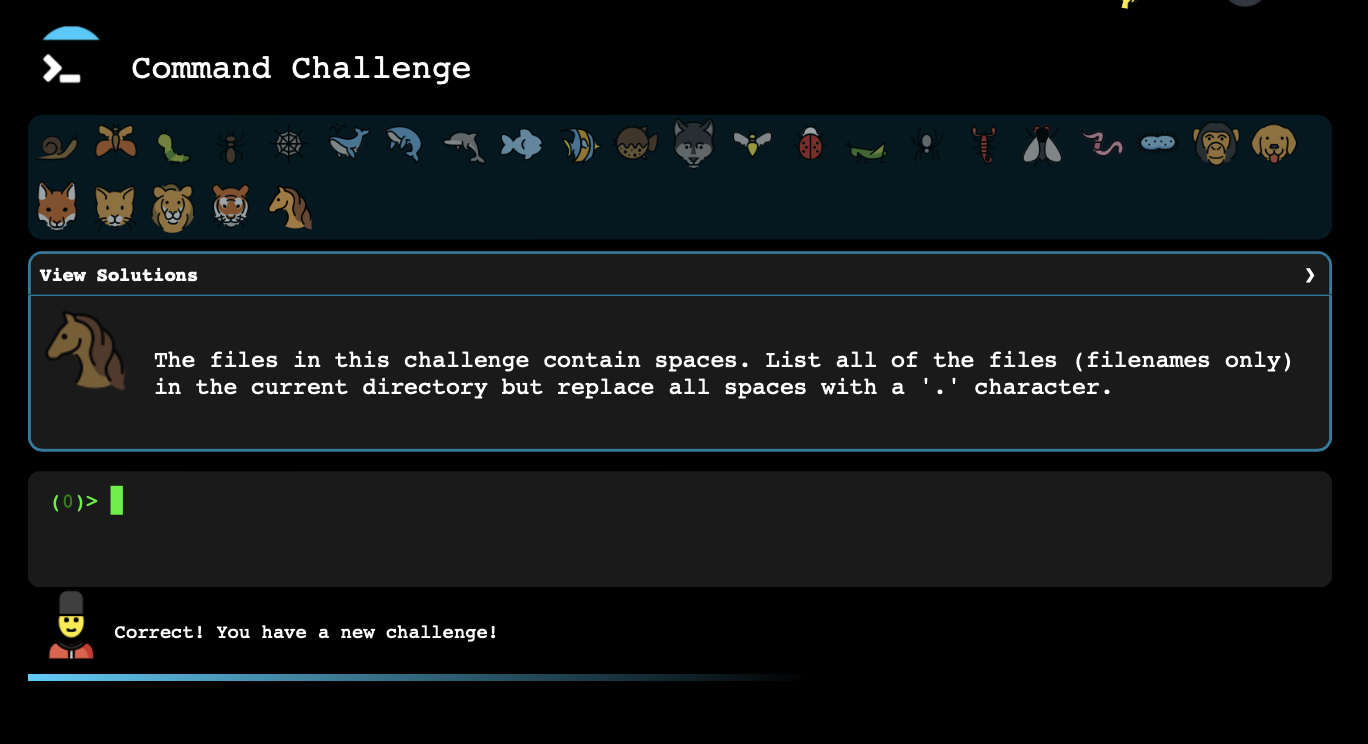 Command Challenge
View Solutions ❯
The files in this challenge contain spaces. List all of the files (filenames only)
in the current directory but replace all spaces with a '.' character.
(0)>
Correct! You have a new challenge!